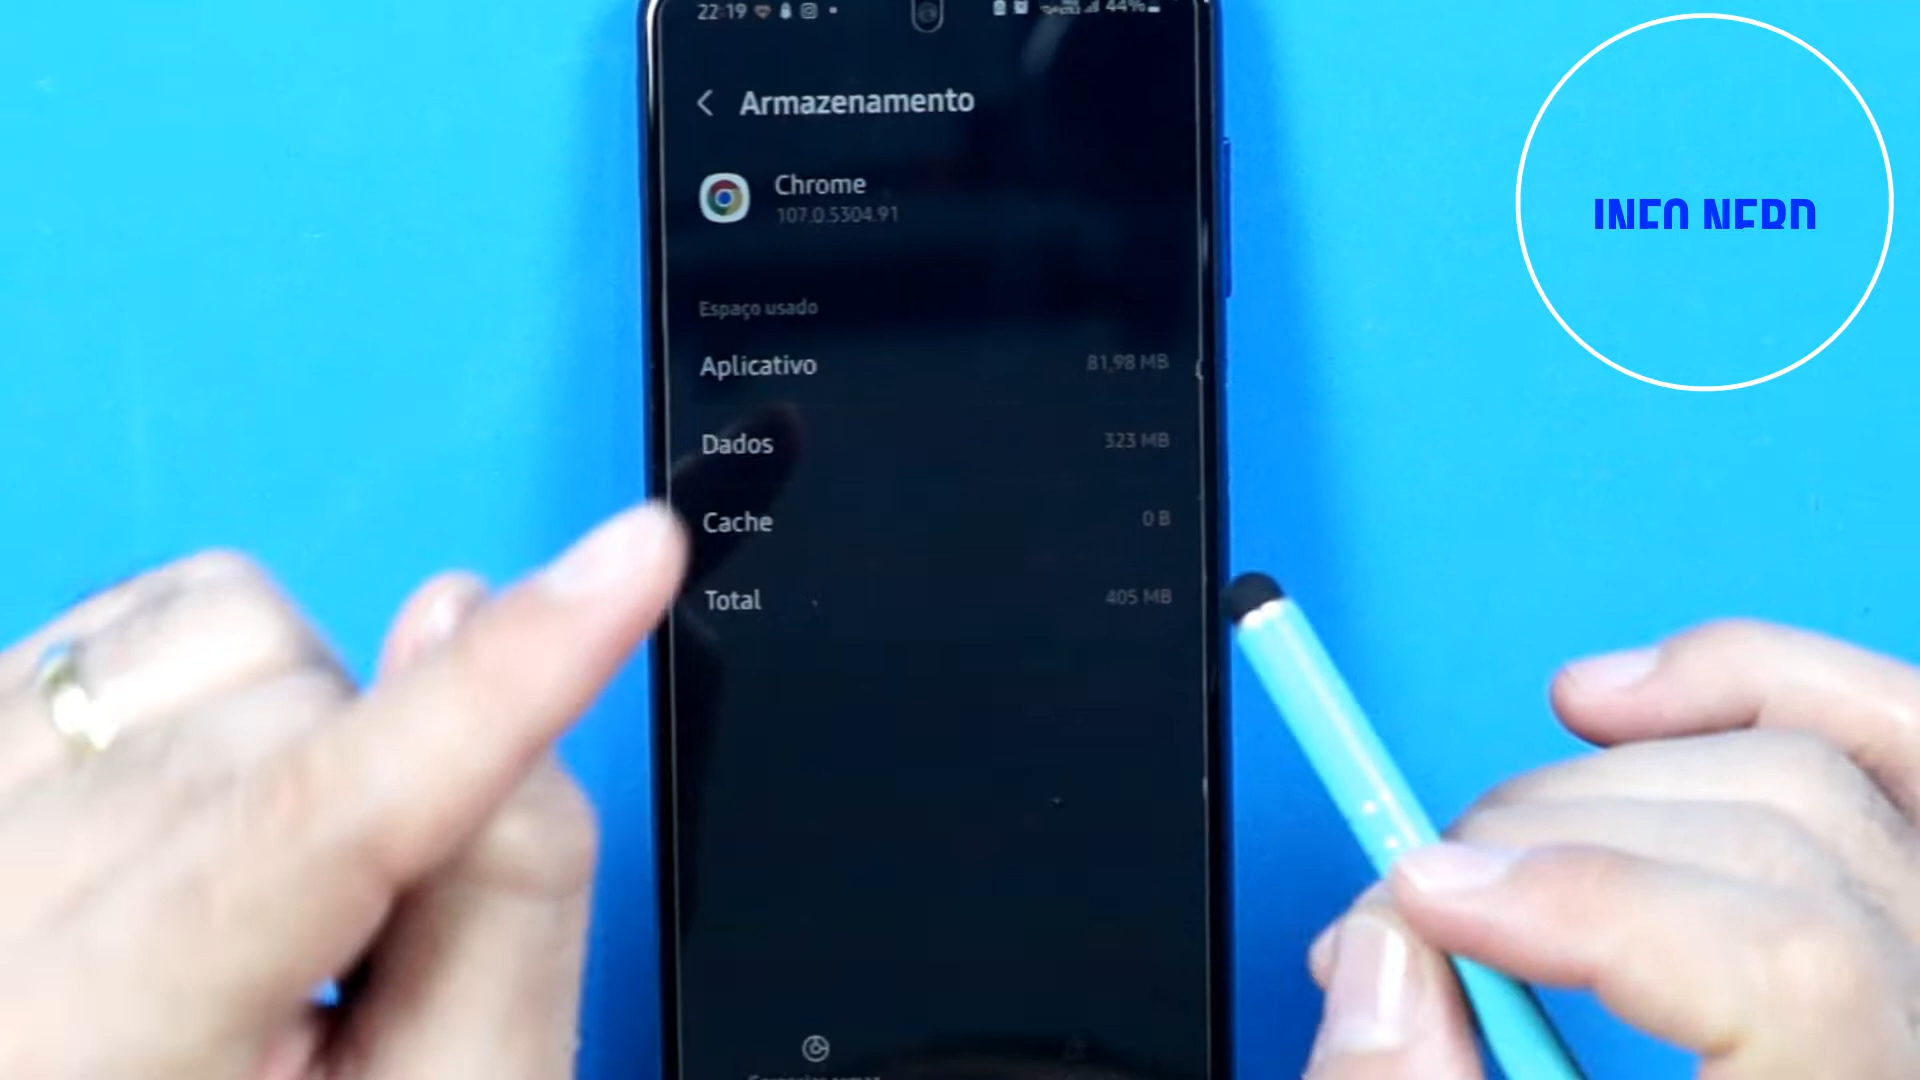 22:19
44%
Armazenamento
Chrome
107.0.5304.91
Espaço usado
Aplicativo 81,98 MB
Dados 323 MB
Cache 0 B
Total 405 MB
INFO NERD